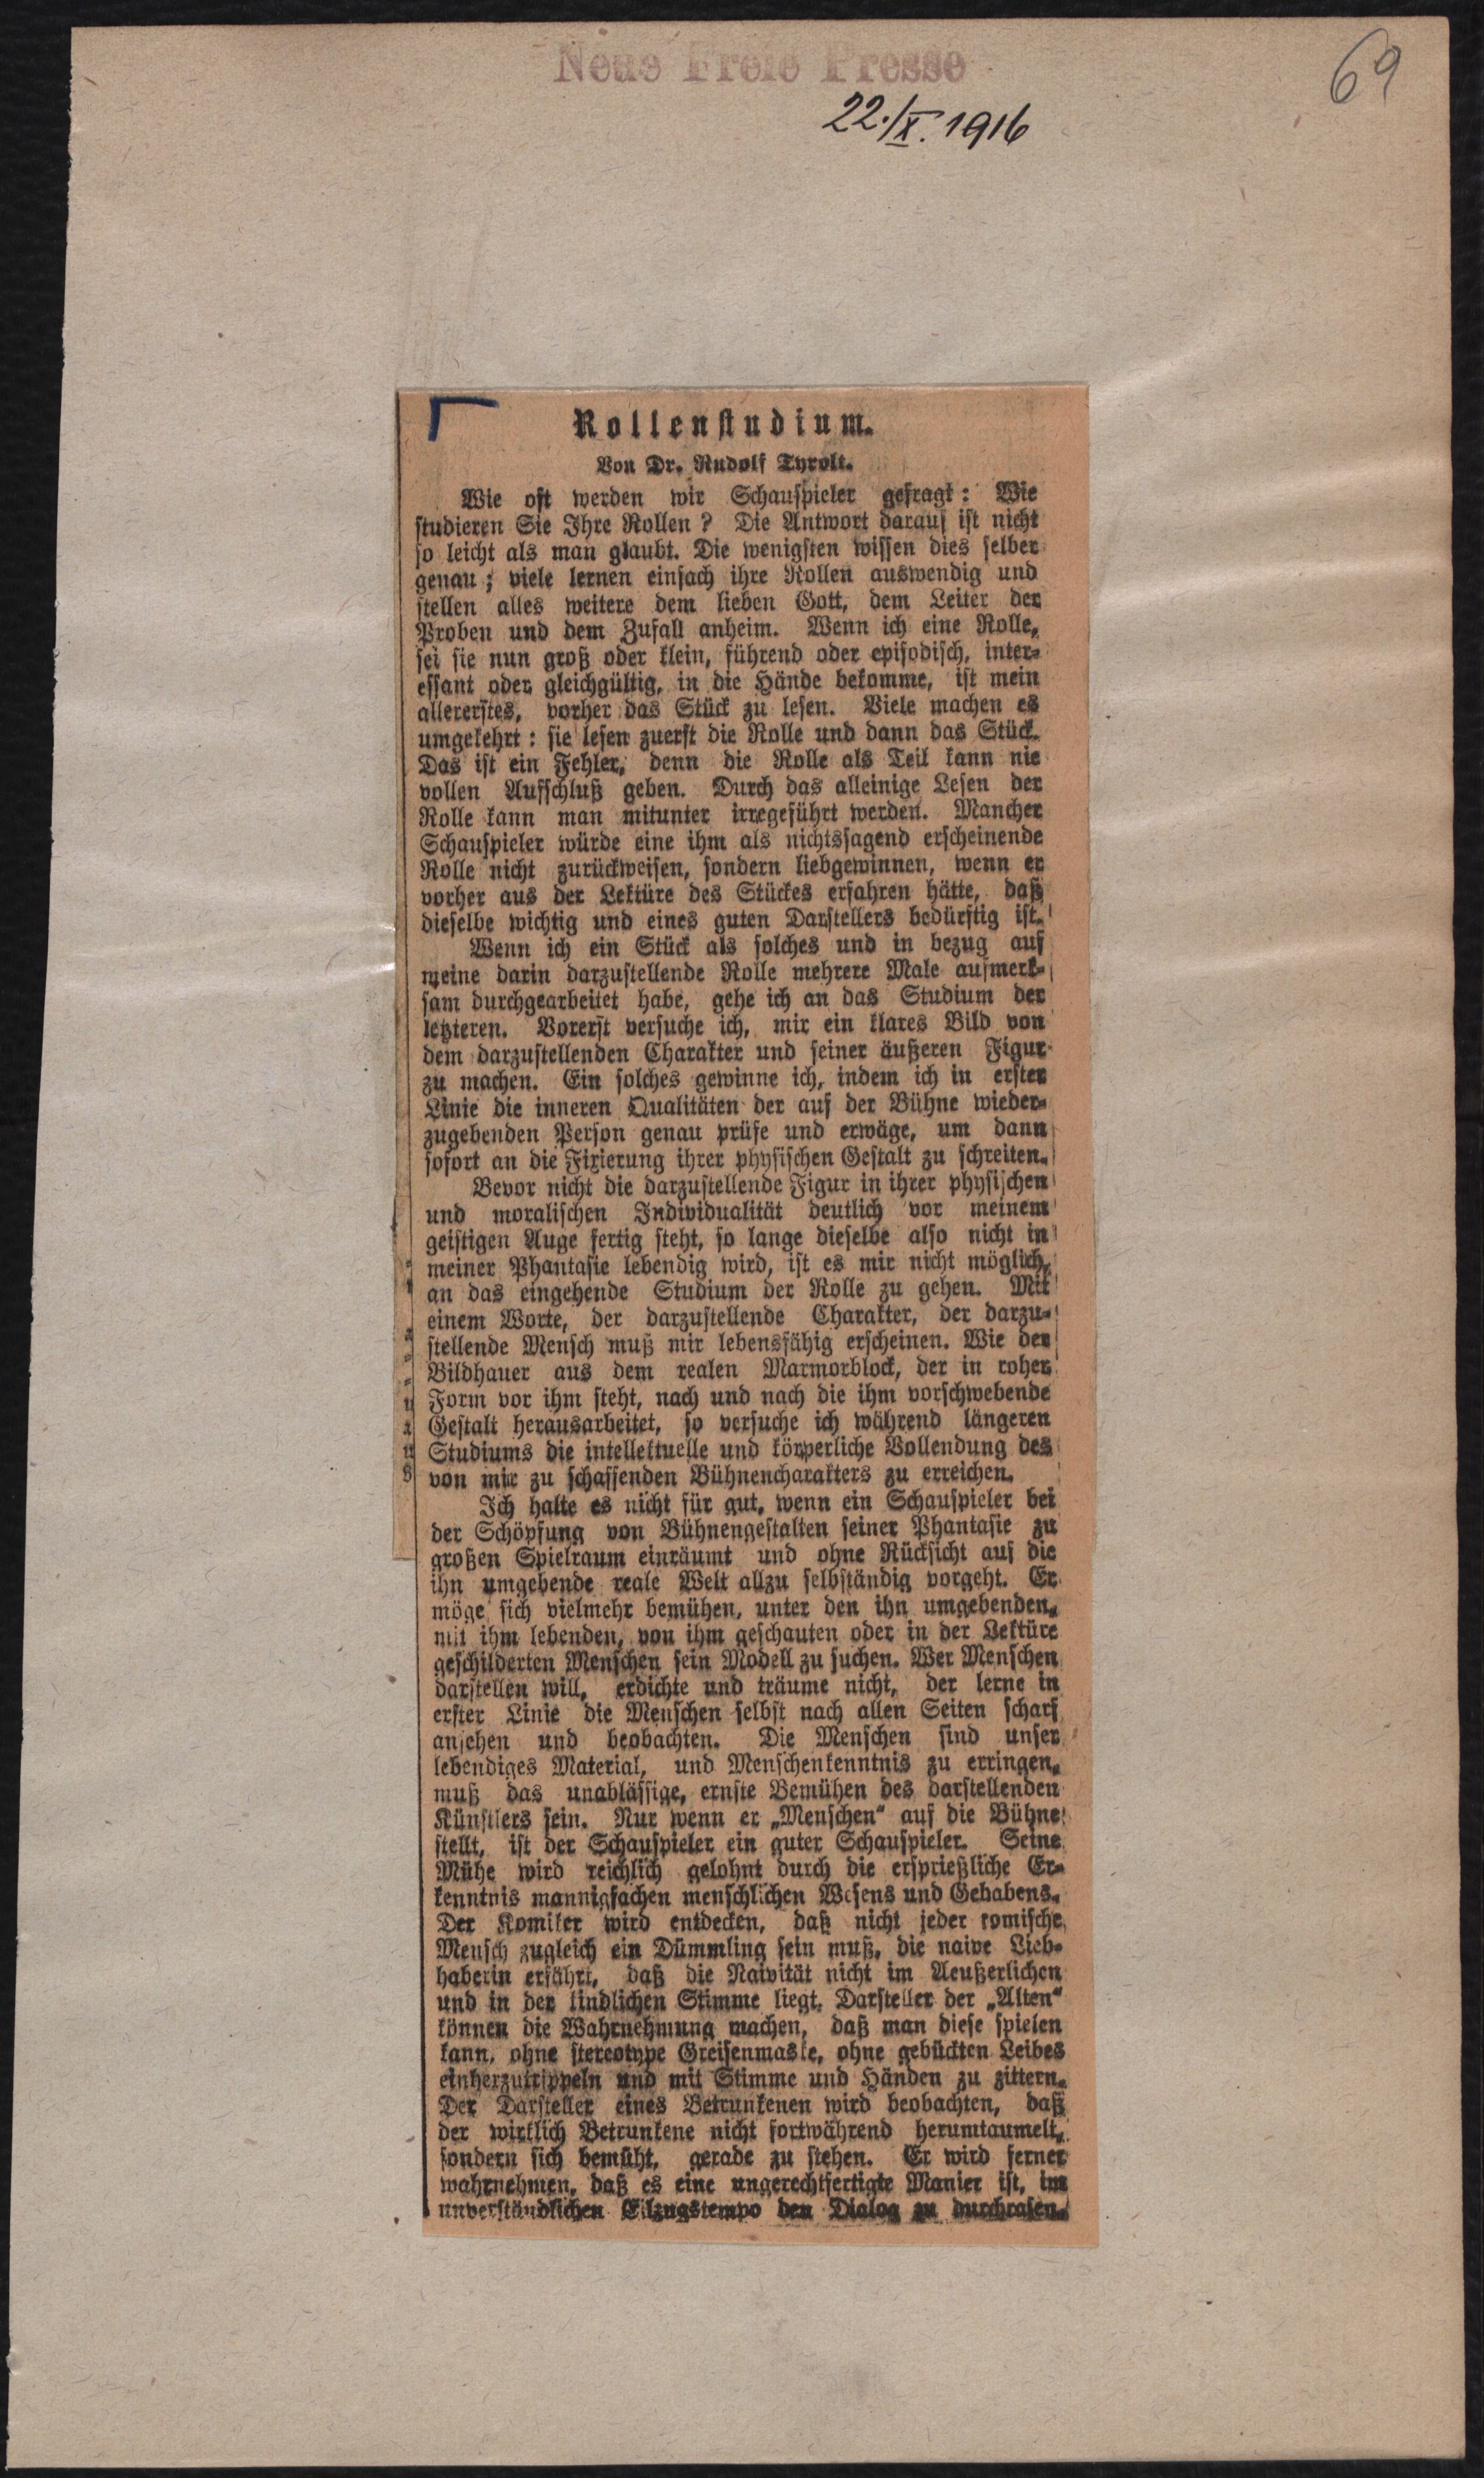 Neue Freie Presse
69
22./X. 1916
Rollenstudium.
Von Dr. Rudolf Tyrolt.
Wie oft werden wir Schauspieler gefragt: Wie
studieren Sie Ihre Rollen? Die Antwort darauf ist nicht
so leicht als man glaubt. Die wenigsten wissen dies selber
genau; viele lernen einfach ihre Rollen auswendig und
stellen alles weitere dem lieben Gott, dem Leiter der
Proben und dem Zufall anheim. Wenn ich eine Rolle,
sei sie nun groß oder klein, führend oder episodisch, inter-
essant oder gleichgültig, in die Hände bekomme, ist mein
allererstes, vorher das Stück zu lesen. Viele machen es
umgekehrt: sie lesen zuerst die Rolle und dann das Stück.
Das ist ein Fehler, denn die Rolle als Teil kann nie
vollen Aufschluß geben. Durch das alleinige Lesen der
Rolle kann man mitunter irregeführt werden. Mancher
Schauspieler würde eine ihm als nichtssagend erscheinende
Rolle nicht zurückweisen, sondern liebgewinnen, wenn er
vorher aus der Lektüre des Stückes erfahren hätte, daß
dieselbe wichtig und eines guten Darstellers bedürftig ist.
Wenn ich ein Stück als solches und in bezug auf
meine darin darzustellende Rolle mehrere Male aufmerk-
sam durchgearbeitet habe, gehe ich an das Studium der
letzteren. Vorerst versuche ich, mir ein klares Bild von
dem darzustellenden Charakter und seiner äußeren Figur
zu machen. Ein solches gewinne ich, indem ich in erster
Linie die inneren Qualitäten der auf der Bühne wieder-
zugebenden Person genau prüfe und erwäge, um dann
sofort an die Fixierung ihrer physischen Gestalt zu schreiten.
Bevor nicht die darzustellende Figur in ihrer physischen
und moralischen Individualität deutlich vor meinem
geistigen Auge fertig steht, so lange dieselbe also nicht in
meiner Phantasie lebendig wird, ist es mir nicht möglich,
an das eingehende Studium der Rolle zu gehen. Mit
einem Worte, der darzustellende Charakter, der darzu-
stellende Mensch muß mir lebensfähig erscheinen. Wie der
Bildhauer aus dem realen Marmorblock, der in roher
Form vor ihm steht, nach und nach die ihm vorschwebende
Gestalt herausarbeitet, so versuche ich während längeren
Studiums die intellektuelle und körperliche Vollendung des
von mir zu schaffenden Bühnencharakters zu erreichen.
Ich halte es nicht für gut, wenn ein Schauspieler bei
der Schöpfung von Bühnengestalten seiner Phantasie zu
großen Spielraum einräumt und ohne Rücksicht auf die
ihn umgebende reale Welt allzu selbständig vorgeht. Er
möge sich vielmehr bemühen, unter den ihn umgebenden,
mit ihm lebenden, von ihm geschauten oder in der Lektüre
geschilderten Menschen sein Modell zu suchen. Wer Menschen
darstellen will, erdichte und träume nicht, der lerne in
erster Linie die Menschen selbst nach allen Seiten scharf
ansehen und beobachten. Die Menschen sind unser
lebendiges Material, und Menschenkenntnis zu erringen,
muß das unablässige, ernste Bemühen des darstellenden
Künstlers sein. Nur wenn er „Menschen“ auf die Bühne
stellt, ist der Schauspieler ein guter Schauspieler. Seine
Mühe wird reichlich gelohnt durch die ersprießliche Er-
kenntnis mannigfachen menschlichen Wesens und Gehabens.
Der Komiker wird entdecken, daß nicht jeder komische
Mensch zugleich ein Dümmling sein muß, die naive Lieb-
haberin erfährt, daß die Naivität nicht im Aeußerlichen
und in der kindlichen Stimme liegt. Darsteller der „Alten“
können die Wahrnehmung machen, daß man diese spielen
kann, ohne stereotype Greisenmaske, ohne gebückten Leibes
einherzutrippeln und mit Stimme und Händen zu zittern.
Der Darsteller eines Betrunkenen wird beobachten, daß
der wirklich Betrunkene nicht fortwährend herumtaumelt,
sondern sich bemüht, gerade zu stehen. Er wird ferner
wahrnehmen, daß es eine ungerechtfertigte Manier ist, im
unverständlichen Eilzugstempo den Dialog zu durchrasen.